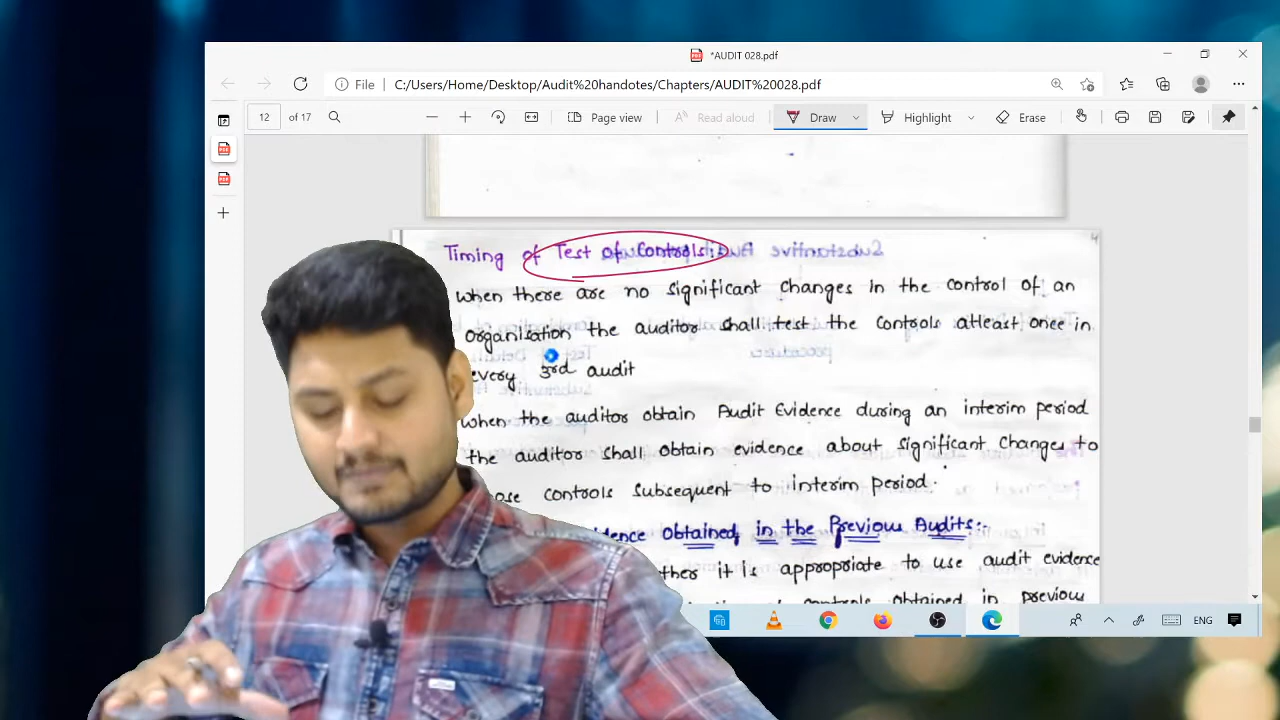 *AUDIT 028.pdf
File | C:/Users/Home/Desktop/Audit%20handotes/Chapters/AUDIT%20028.pdf
12 of 17 Page view Read aloud Draw Highlight Erase
Timing of Test of Controls:
when there are no significant changes in the control of an
organisation the auditor shall test the controls atleast once in
every 3rd audit
when the auditor obtain Audit Evidence during an interim period
the auditor shall obtain evidence about significant changes to
ose controls subsequent to interim period.
dence obtained in the Previous Audits:-
ther it is appropriate to use audit evidence
controls obtained in previous
ENG